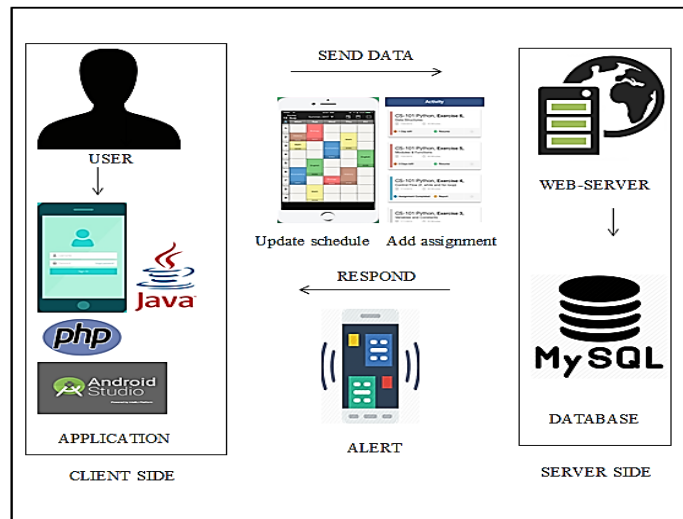 USER
Java
php
Android
Studio
APPLICATION
CLIENT SIDE
SEND DATA
Activity
CS-101 Python, Exercise 6,
CS-101 Python, Exercise 5,
CS-101 Python, Exercise 4,
CS-101 Python, Exercise 3,
Update schedule Add assignment
RESPOND
ALERT
WEB-SERVER
MySQL
DATABASE
SERVER SIDE